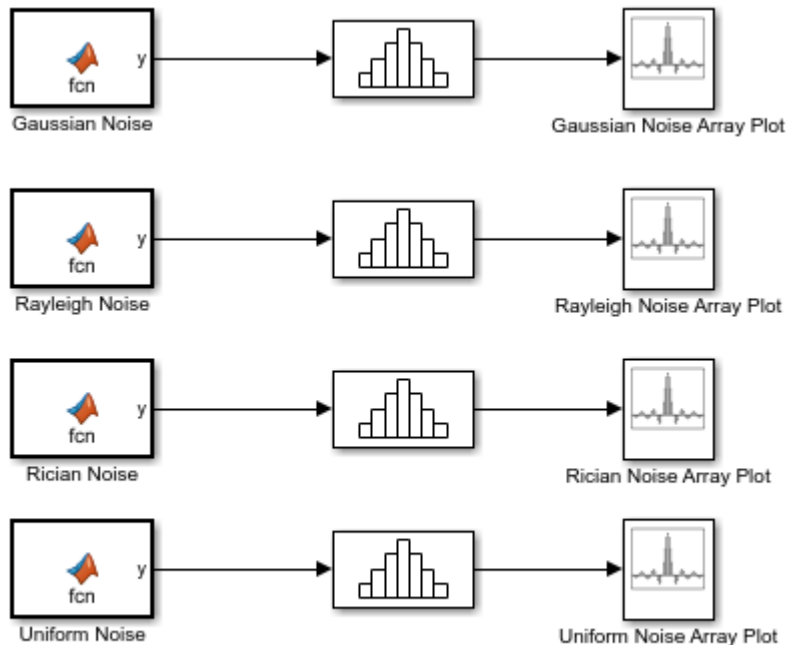 y
fcn
Gaussian Noise
Gaussian Noise Array Plot
y
fcn
Rayleigh Noise
Rayleigh Noise Array Plot
y
fcn
Rician Noise
Rician Noise Array Plot
y
fcn
Uniform Noise
Uniform Noise Array Plot